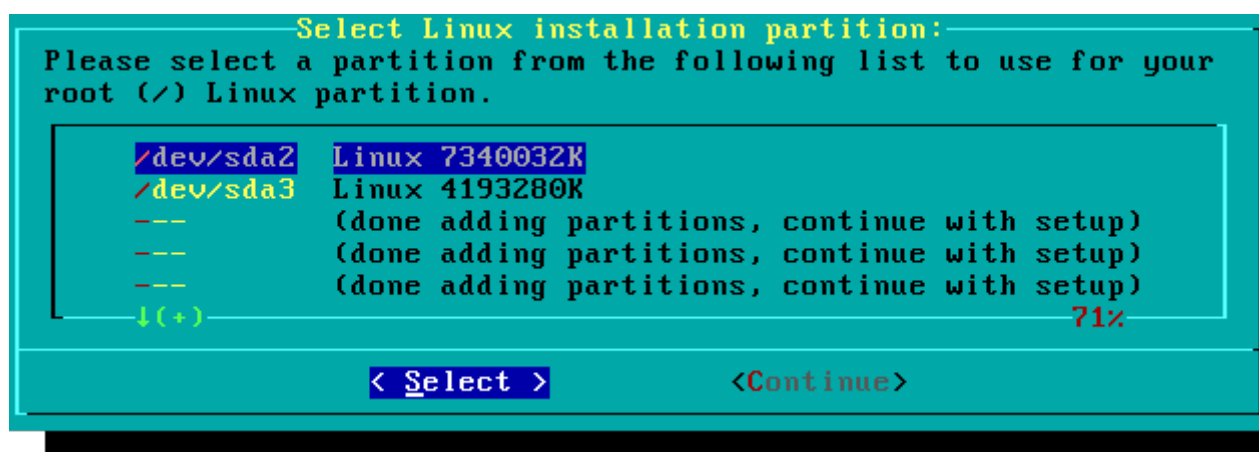 Select Linux installation partition:
Please select a partition from the following list to use for your
root (/) Linux partition.
/dev/sda2 Linux 7340032K
/dev/sda3 Linux 4193280K
--- (done adding partitions, continue with setup)
--- (done adding partitions, continue with setup)
--- (done adding partitions, continue with setup)
↓(+) 71%
< Select > <Continue>